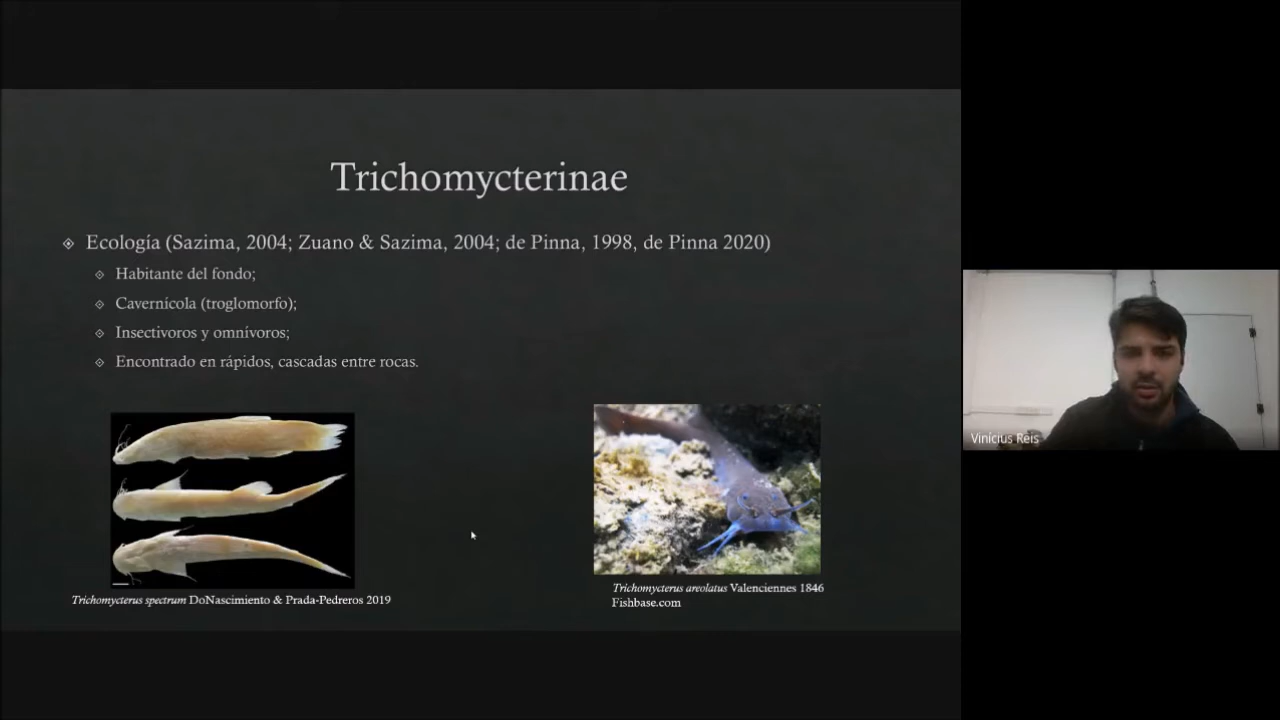 Trichomycterinae
Ecología (Sazima, 2004; Zuano & Sazima, 2004; de Pinna, 1998, de Pinna 2020)
Habitante del fondo;
Cavernícola (troglomorfo);
Insectivoros y omnívoros;
Encontrado en rápidos, cascadas entre rocas.
Trichomycterus spectrum DoNascimiento & Prada-Pedreros 2019
Trichomycterus areolatus Valenciennes 1846
Fishbase.com
Vinícius Reis